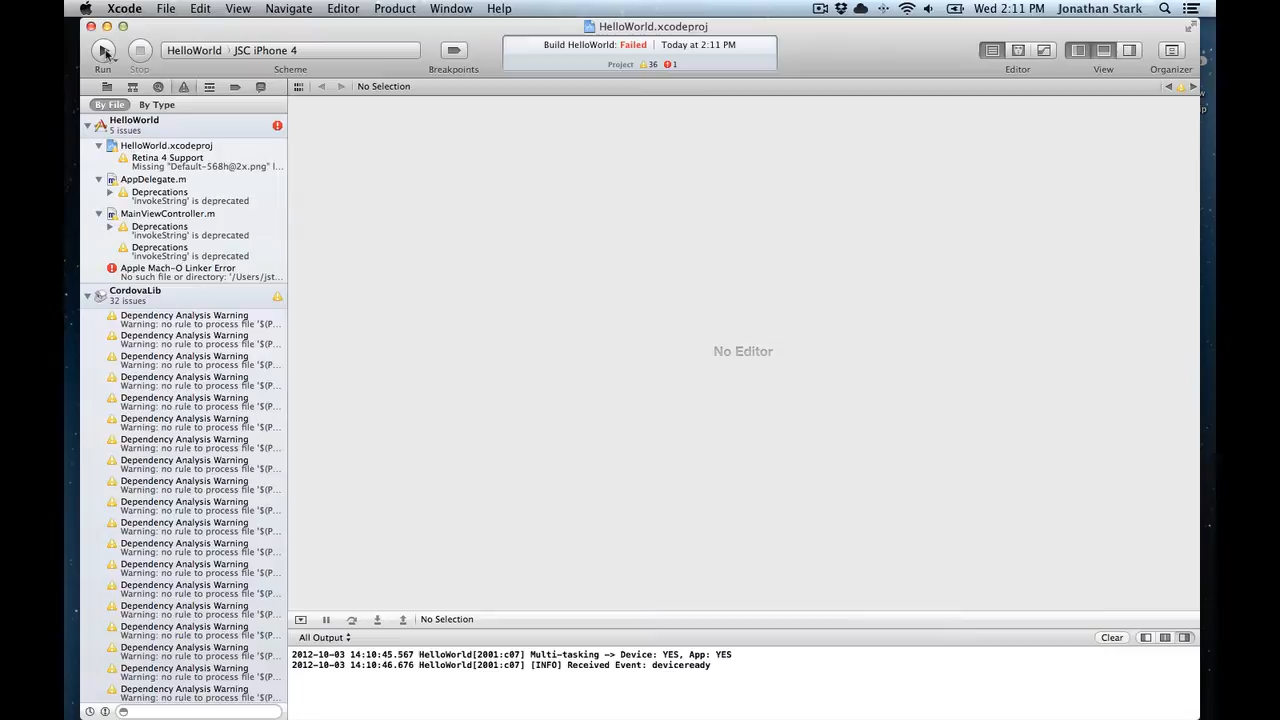 Xcode File Edit View Navigate Editor Product Window Help Wed 2:11 PM Jonathan Stark
HelloWorld.xcodeproj
HelloWorld JSC iPhone 4
Build HelloWorld: Failed Today at 2:11 PM
Project 36 1
Run Stop Scheme Breakpoints Editor View Organizer
No Selection
By File By Type
HelloWorld
5 issues
HelloWorld.xcodeproj
Retina 4 Support
Missing "Default-568h@2x.png" l...
AppDelegate.m
Deprecations
'invokeString' is deprecated
MainViewController.m
Deprecations
'invokeString' is deprecated
Deprecations
'invokeString' is deprecated
Apple Mach-O Linker Error
No such file or directory: '/Users/jst...
CordovaLib
32 issues
Dependency Analysis Warning
Warning: no rule to process file '$(P...
Dependency Analysis Warning
Warning: no rule to process file '$(P...
Dependency Analysis Warning
Warning: no rule to process file '$(P...
Dependency Analysis Warning
Warning: no rule to process file '$(P...
Dependency Analysis Warning
Warning: no rule to process file '$(P...
Dependency Analysis Warning
Warning: no rule to process file '$(P...
Dependency Analysis Warning
Warning: no rule to process file '$(P...
Dependency Analysis Warning
Warning: no rule to process file '$(P...
Dependency Analysis Warning
Warning: no rule to process file '$(P...
Dependency Analysis Warning
Warning: no rule to process file '$(P...
Dependency Analysis Warning
Warning: no rule to process file '$(P...
Dependency Analysis Warning
Warning: no rule to process file '$(P...
Dependency Analysis Warning
Warning: no rule to process file '$(P...
Dependency Analysis Warning
Warning: no rule to process file '$(P...
Dependency Analysis Warning
Warning: no rule to process file '$(P...
Dependency Analysis Warning
Warning: no rule to process file '$(P...
Dependency Analysis Warning
Warning: no rule to process file '$(P...
Dependency Analysis Warning
Warning: no rule to process file '$(P...
Dependency Analysis Warning
Warning: no rule to process file '$(P...
No Editor
No Selection
All Output Clear
2012-10-03 14:10:45.567 HelloWorld[2001:c07] Multi-tasking -> Device: YES, App: YES
2012-10-03 14:10:46.676 HelloWorld[2001:c07] [INFO] Received Event: deviceready